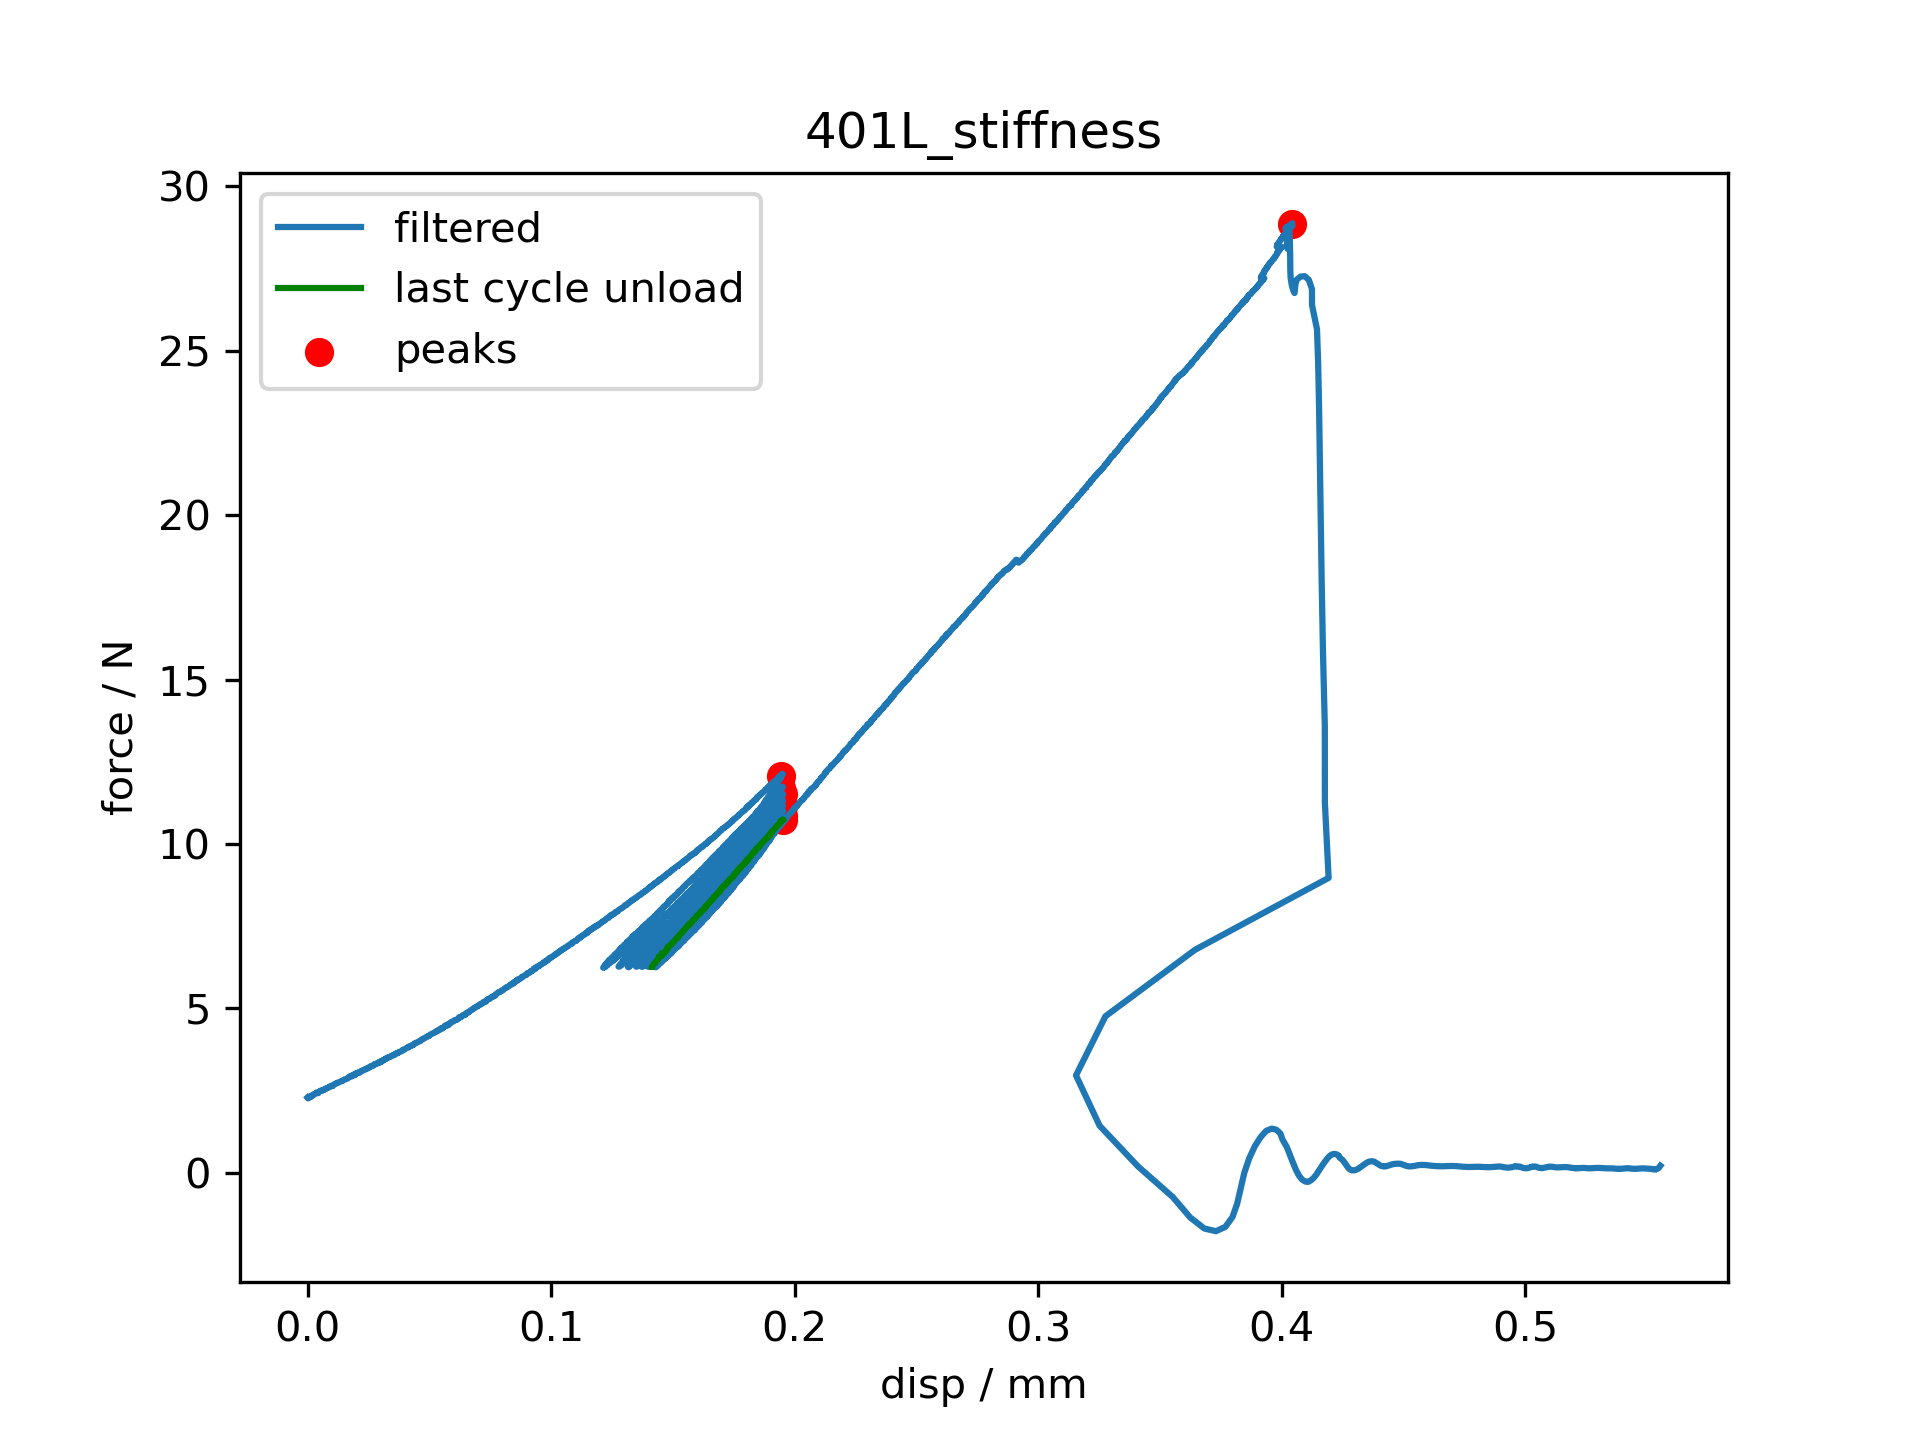 401L_stiffness
30
25
20
15
10
5
0
force / N
filtered
last cycle unload
peaks
0.0 0.1 0.2 0.3 0.4 0.5
disp / mm